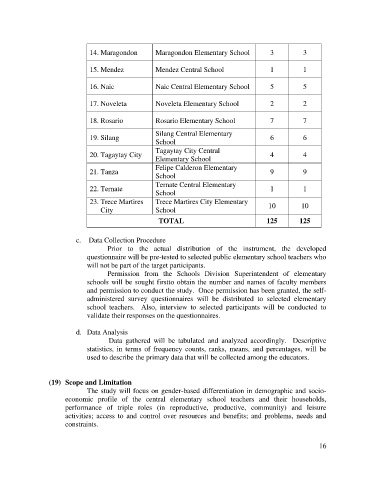 14. Maragondon Maragondon Elementary School 3 3
15. Mendez Mendez Central School 1 1
16. Naic Naic Central Elementary School 5 5
17. Noveleta Noveleta Elementary School 2 2
18. Rosario Rosario Elementary School 7 7
19. Silang Silang Central Elementary School 6 6
20. Tagaytay City Tagaytay City Central Elementary School 4 4
21. Tanza Felipe Calderon Elementary School 9 9
22. Ternate Ternate Central Elementary School 1 1
23. Trece Martires City Trece Martires City Elementary School 10 10
TOTAL 125 125
c. Data Collection Procedure
Prior to the actual distribution of the instrument, the developed
questionnaire will be pre-tested to selected public elementary school teachers who
will not be part of the target participants.
Permission from the Schools Division Superintendent of elementary
schools will be sought firstto obtain the number and names of faculty members
and permission to conduct the study. Once permission has been granted, the self-
administered survey questionnaires will be distributed to selected elementary
school teachers. Also, interview to selected participants will be conducted to
validate their responses on the questionnaires.
d. Data Analysis
Data gathered will be tabulated and analyzed accordingly. Descriptive
statistics, in terms of frequency counts, ranks, means, and percentages, will be
used to describe the primary data that will be collected among the educators.
(19) Scope and Limitation
The study will focus on gender-based differentiation in demographic and socio-
economic profile of the central elementary school teachers and their households,
performance of triple roles (in reproductive, productive, community) and leisure
activities; access to and control over resources and benefits; and problems, needs and
constraints.
16